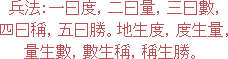 兵法：一曰度，二曰量，三曰數，
四曰稱，五曰勝。地生度，度生量，
量生數，數生稱，稱生勝。